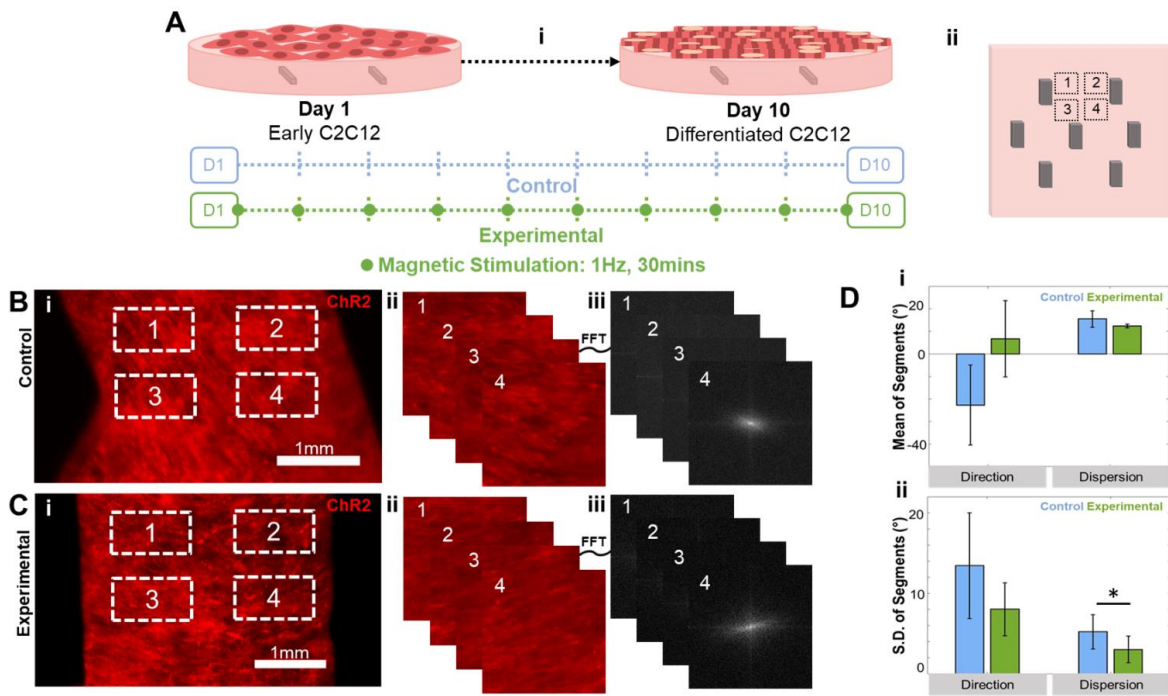 A
i
ii
Day 1
Early C2C12
Day 10
Differentiated C2C12
1 2
3 4
D1
D10
Control
D1
D10
Experimental
Magnetic Stimulation: 1Hz, 30mins
B
Control
i
ChR2
1 2
3 4
1mm
ii
1
2
3
4
FFT
iii
1
2
3
4
C
Experimental
i
ChR2
1 2
3 4
1mm
ii
1
2
3
4
FFT
iii
1
2
3
4
D
i
Control Experimental
Mean of Segments (°)
20
0
-40
Direction Dispersion
ii
Control Experimental
S.D. of Segments (°)
20
10
0
*
Direction Dispersion